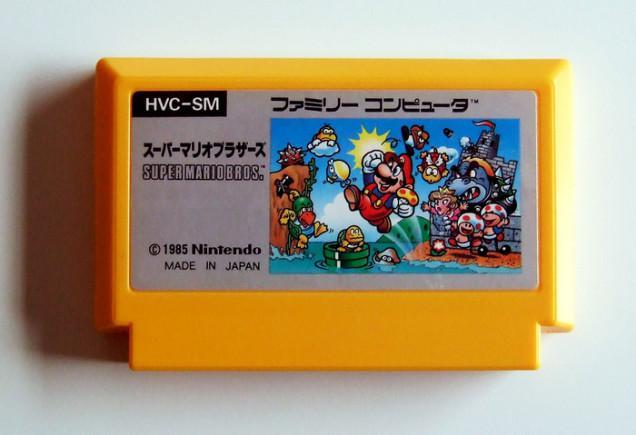 HVC-SM
ファミリー コンピュータ™
スーパーマリオブラザーズ
SUPER MARIO BROS.™
© 1985 Nintendo
MADE IN JAPAN